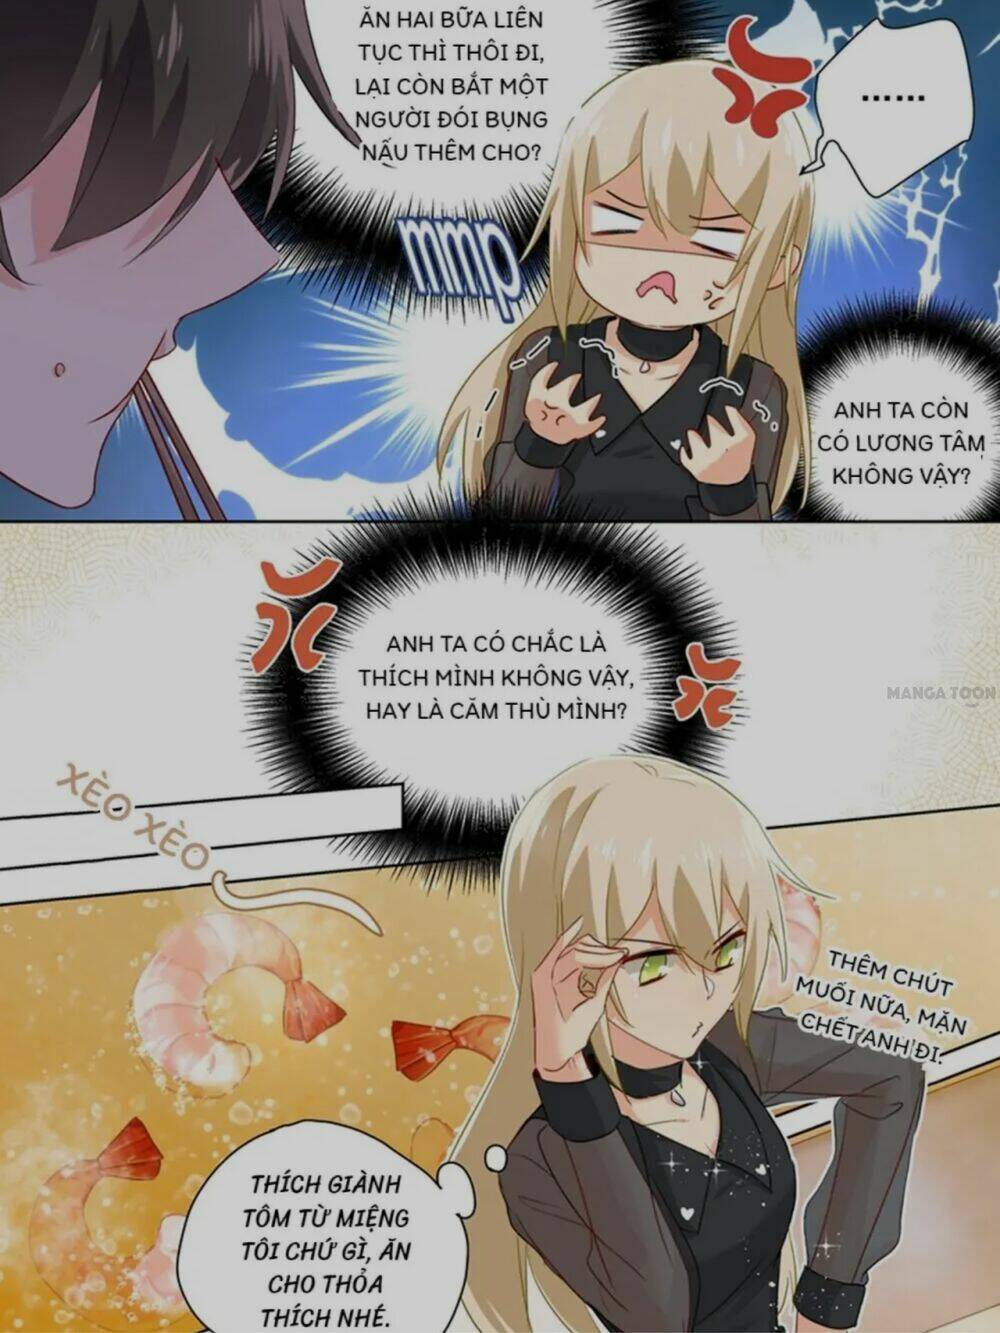 ĂN HAI BỮA LIÊN
TỤC THÌ THÔI ĐI,
LẠI CÒN BẮT MỘT
NGƯỜI ĐÓI BỤNG
NẤU THÊM CHO?
......
mmp
ANH TA CÒN
CÓ LƯƠNG TÂM
KHÔNG VẬY?
ANH TA CÓ CHẮC LÀ
THÍCH MÌNH KHÔNG VẬY,
HAY LÀ CĂM THÙ MÌNH?
MANGA TOON
XÈO XÈO
THÊM CHÚT
MUỐI NỮA, MẶN
CHẾT ANH ĐI.
THÍCH GIÀNH
TÔM TỪ MIỆNG
TÔI CHỨ GÌ, ĂN
CHO THỎA
THÍCH NHÉ.